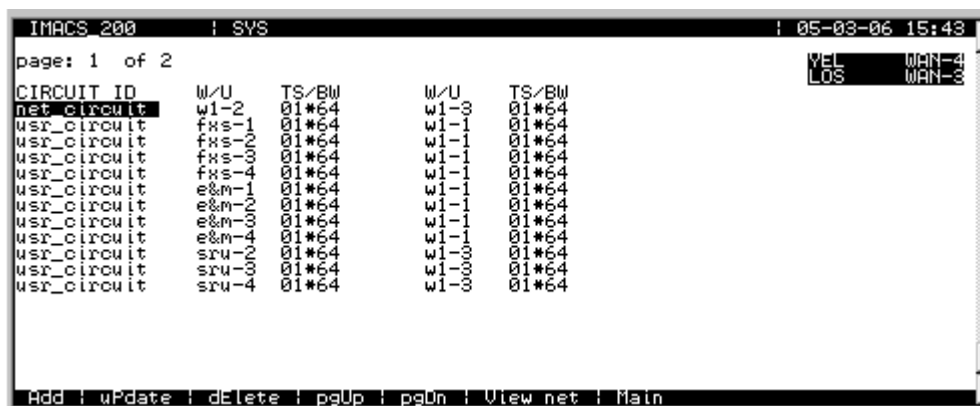 IMACS_200 | SYS | 05-03-06 15:43
page: 1 of 2 YEL WAN-4
LOS WAN-3
CIRCUIT ID W/U TS/BW W/U TS/BW
net_circuit w1-2 01*64 w1-3 01*64
usr_circuit fxs-1 01*64 w1-1 01*64
usr_circuit fxs-2 01*64 w1-1 01*64
usr_circuit fxs-3 01*64 w1-1 01*64
usr_circuit fxs-4 01*64 w1-1 01*64
usr_circuit e&m-1 01*64 w1-1 01*64
usr_circuit e&m-2 01*64 w1-1 01*64
usr_circuit e&m-3 01*64 w1-1 01*64
usr_circuit e&m-4 01*64 w1-1 01*64
usr_circuit sru-2 01*64 w1-3 01*64
usr_circuit sru-3 01*64 w1-3 01*64
usr_circuit sru-4 01*64 w1-3 01*64
Add | uPdate | dElete | pgUp | pgDn | View net | Main